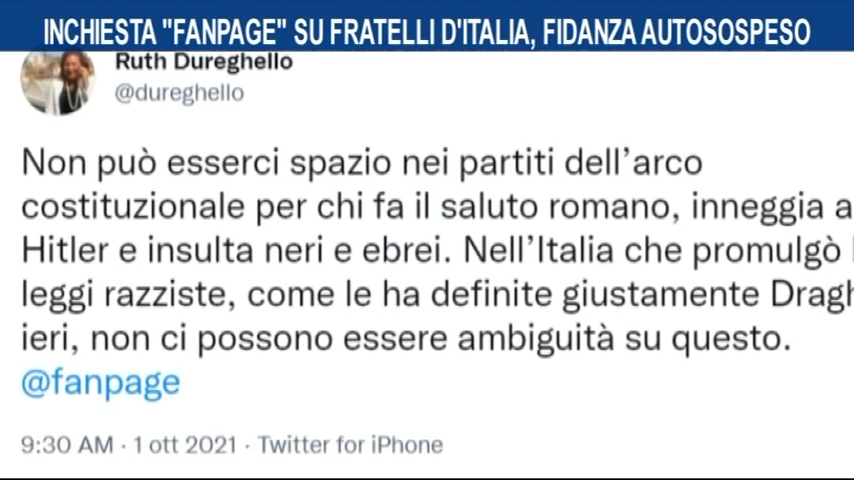 INCHIESTA "FANPAGE" SU FRATELLI D'ITALIA, FIDANZA AUTOSOSPESO
Ruth Dureghello
@dureghello
Non può esserci spazio nei partiti dell'arco
costituzionale per chi fa il saluto romano, inneggia a
Hitler e insulta neri e ebrei. Nell'Italia che promulgò
leggi razziste, come le ha definite giustamente Dragh
ieri, non ci possono essere ambiguità su questo.
@fanpage
9:30 AM · 1 ott 2021 · Twitter for iPhone